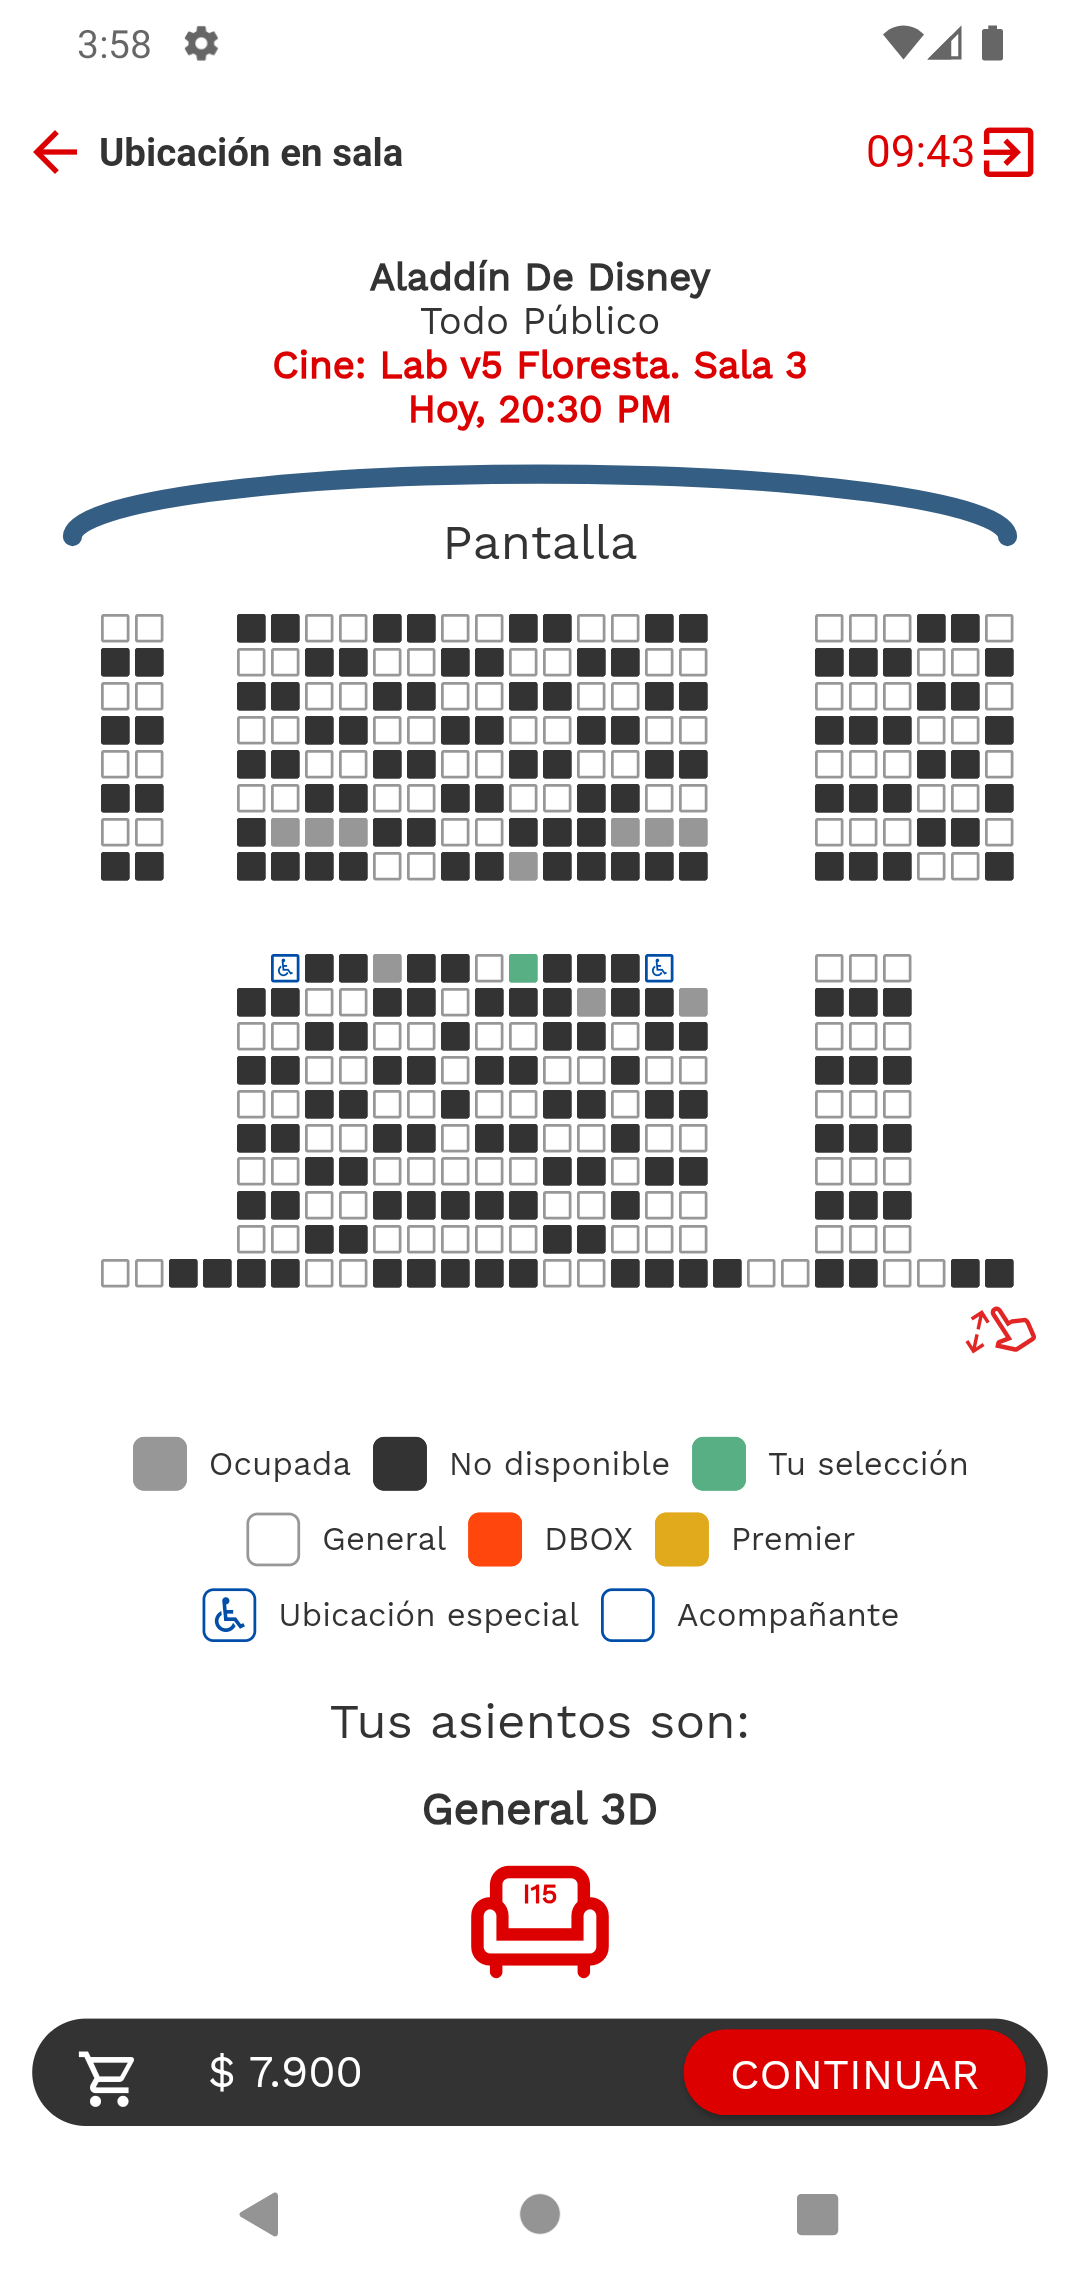 3:58
Ubicación en sala
09:43
Aladdín De Disney
Todo Público
Cine: Lab v5 Floresta. Sala 3
Hoy, 20:30 PM
Pantalla
Ocupada No disponible Tu selección
General DBOX Premier
Ubicación especial Acompañante
Tus asientos son:
General 3D
I15
$ 7.900 CONTINUAR